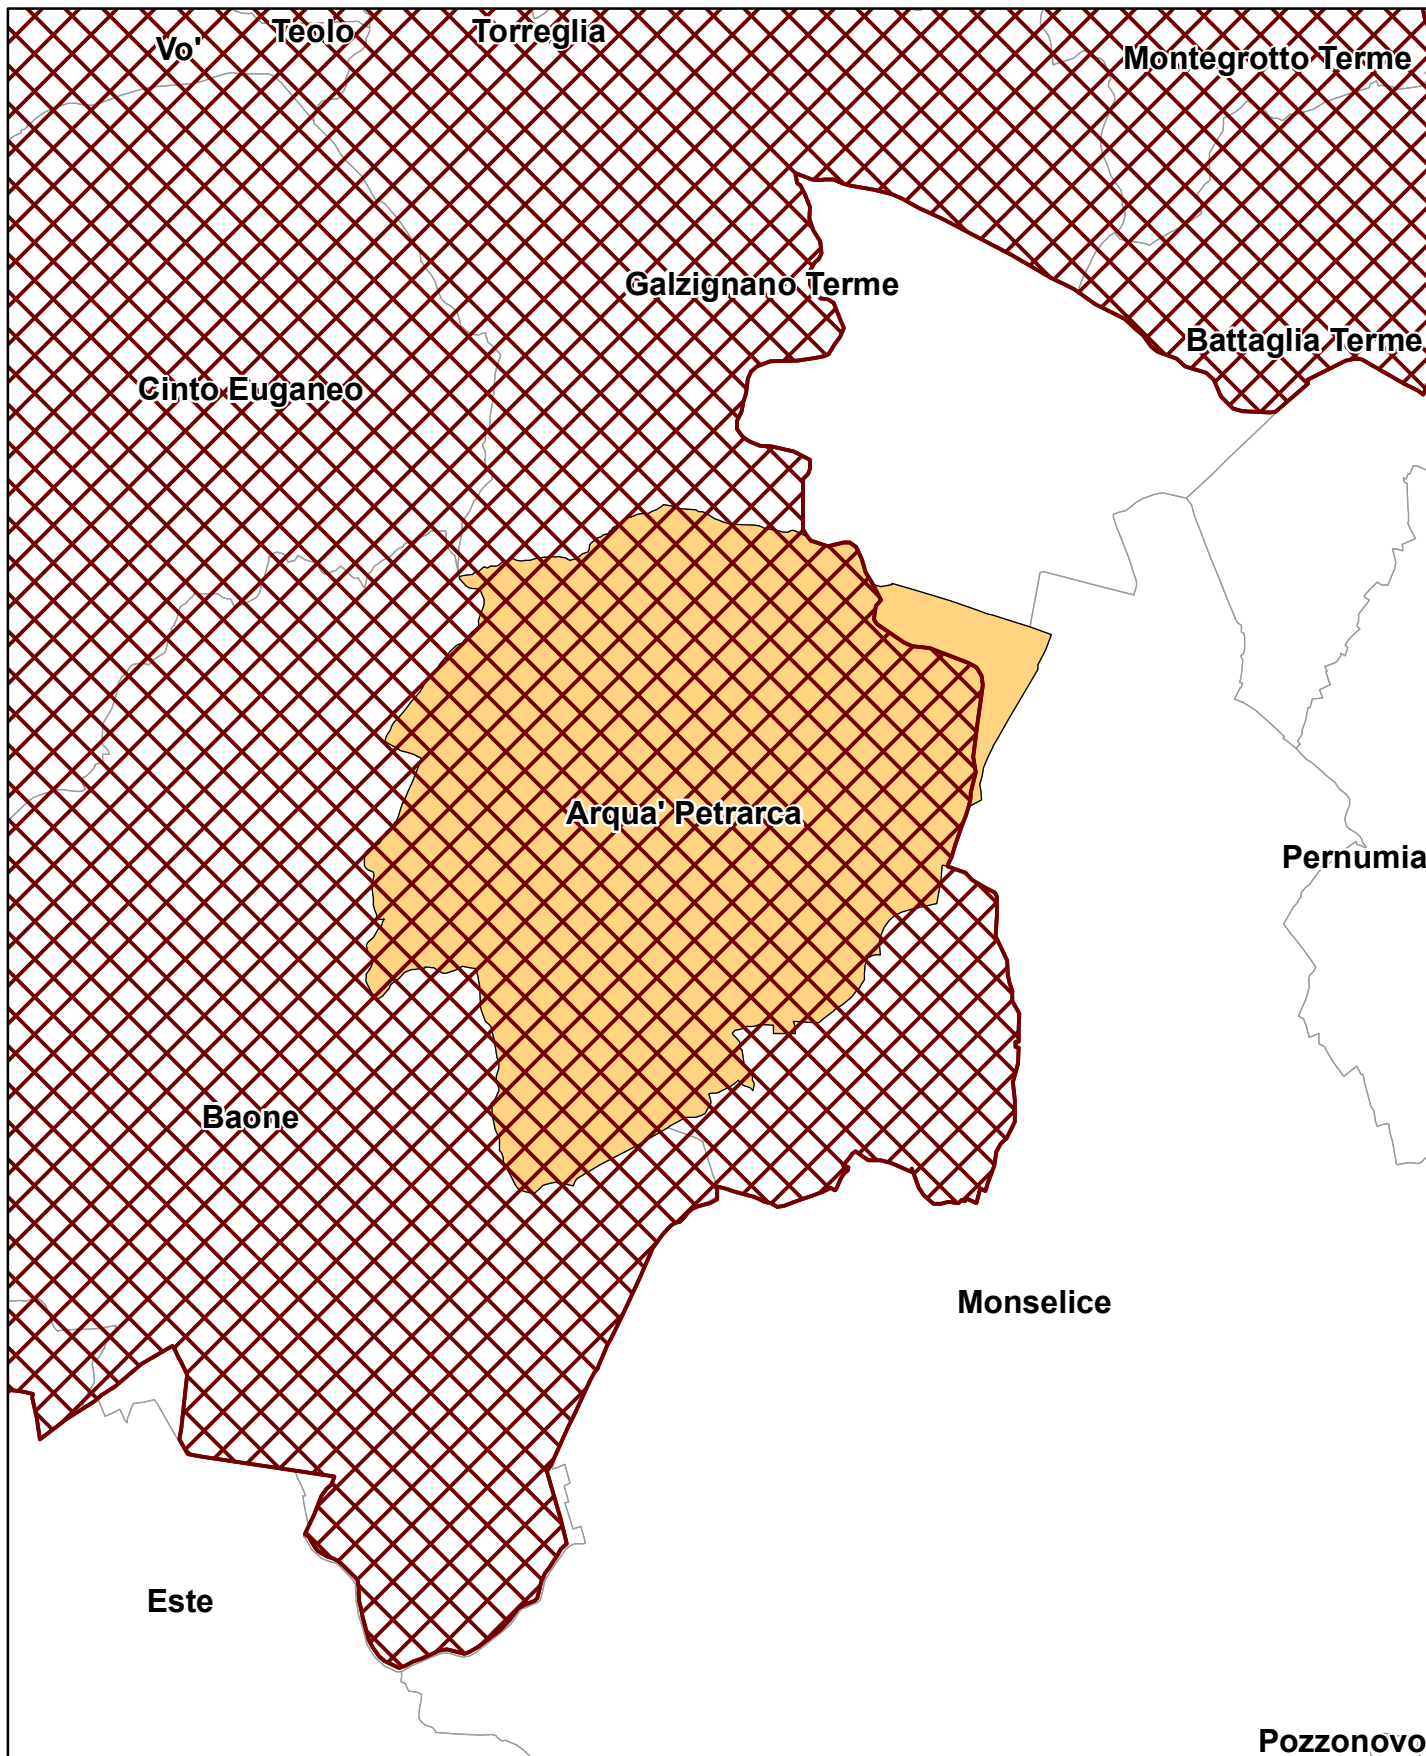 Teolo
Torreglia
Vo'
Montegrotto Terme
Galzignano Terme
Battaglia Terme
Cinto Euganeo
Arqua' Petrarca
Pernumia
Baone
Monselice
Este
Pozzonovo